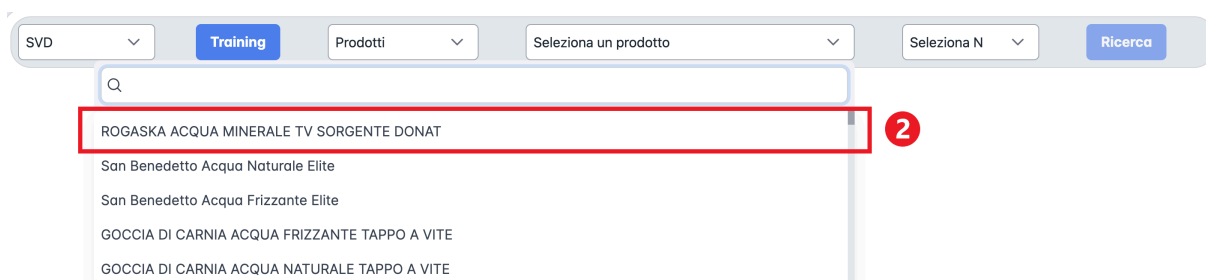 SVD Training Prodotti Seleziona un prodotto Seleziona N Ricerca
ROGASKA ACQUA MINERALE TV SORGENTE DONAT 2
San Benedetto Acqua Naturale Elite
San Benedetto Acqua Frizzante Elite
GOCCIA DI CARNIA ACQUA FRIZZANTE TAPPO A VITE
GOCCIA DI CARNIA ACQUA NATURALE TAPPO A VITE